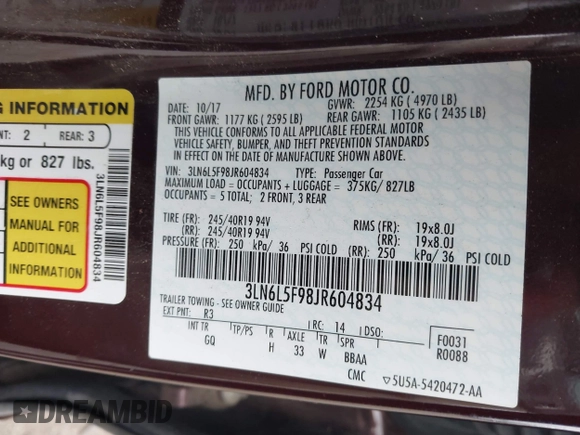 G INFORMATION
NT: 2 REAR: 3
kg or 827 lbs.
SEE OWNERS
MANUAL FOR
ADDITIONAL
INFORMATION
3LN6L5F98JR604834
MFD. BY FORD MOTOR CO.
DATE: 10/17 GVWR: 2254 KG ( 4970 LB)
FRONT GAWR: 1177 KG ( 2595 LB) REAR GAWR: 1105 KG ( 2435 LB)
THIS VEHICLE CONFORMS TO ALL APPLICABLE FEDERAL MOTOR
VEHICLE SAFETY, BUMPER, AND THEFT PREVENTION STANDARDS
IN EFFECT ON THE DATE OF MANUFACTURE SHOWN ABOVE.
VIN: 3LN6L5F98JR604834 TYPE: Passenger Car
MAXIMUM LOAD = OCCUPANTS + LUGGAGE = 375KG/ 827LB
OCCUPANTS = 5 TOTAL; 2 FRONT, 3 REAR
TIRE (FR): 245/40R19 94V RIMS (FR): 19x8.0J
(RR): 245/40R19 94V (RR): 19x8.0J
PRESSURE (FR): 250 kPa/ 36 PSI COLD (RR) 250 kPa/ 36 PSI COLD
3LN6L5F98JR604834
TRAILER TOWING - SEE OWNER GUIDE
EXT PNT: R3 RC: 14 DSO: F0031
INT TR TP/PS R AXLE TR SPR R0088
GQ H 33 W BBAA
CMC ▽5U5A-5420472-AA
DREAMBID